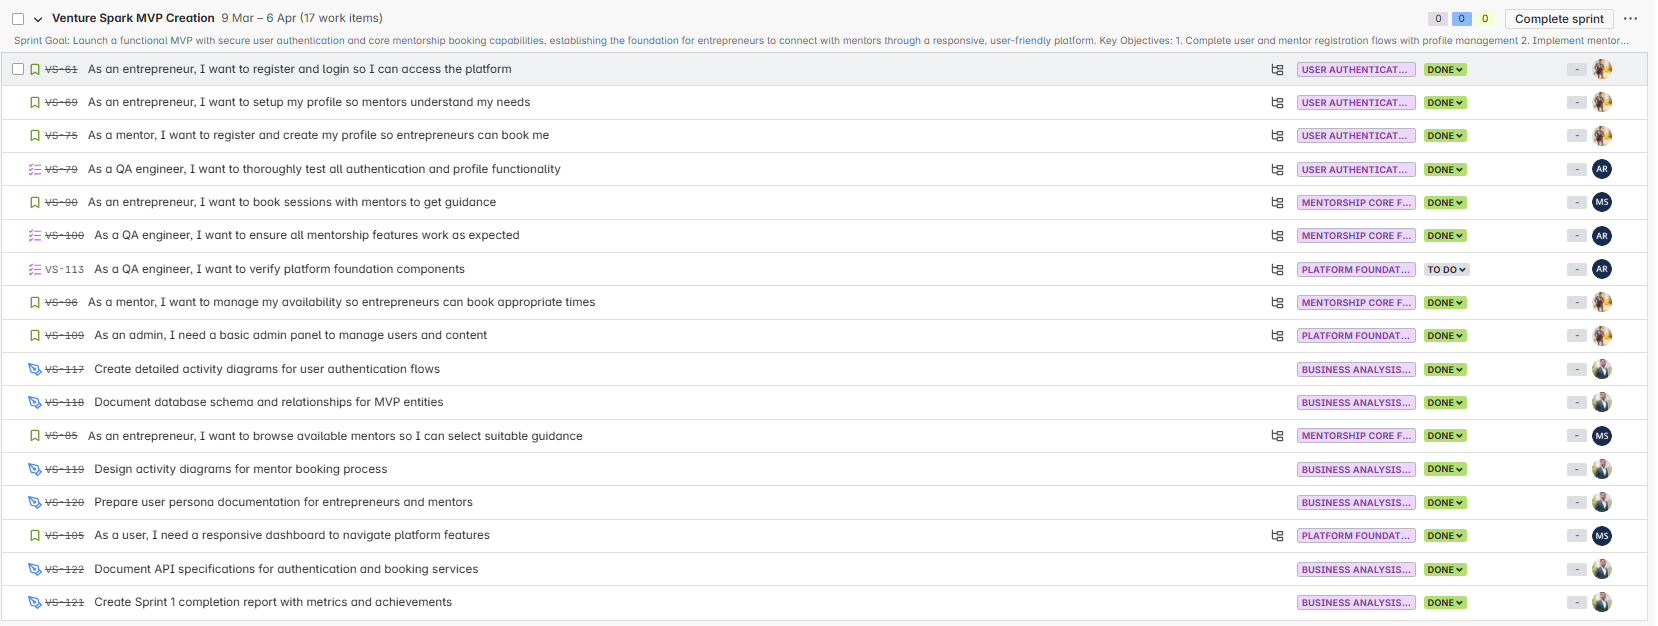 Venture Spark MVP Creation 9 Mar – 6 Apr (17 work items) 0 0 0 Complete sprint
Sprint Goal: Launch a functional MVP with secure user authentication and core mentorship booking capabilities, establishing the foundation for entrepreneurs to connect with mentors through a responsive, user-friendly platform. Key Objectives: 1. Complete user and mentor registration flows with profile management 2. Implement mentor...
VS-61 As an entrepreneur, I want to register and login so I can access the platform USER AUTHENTICAT... DONE -
VS-69 As an entrepreneur, I want to setup my profile so mentors understand my needs USER AUTHENTICAT... DONE -
VS-75 As a mentor, I want to register and create my profile so entrepreneurs can book me USER AUTHENTICAT... DONE -
VS-79 As a QA engineer, I want to thoroughly test all authentication and profile functionality USER AUTHENTICAT... DONE - AR
VS-90 As an entrepreneur, I want to book sessions with mentors to get guidance MENTORSHIP CORE F... DONE - MS
VS-100 As a QA engineer, I want to ensure all mentorship features work as expected MENTORSHIP CORE F... DONE - AR
VS-113 As a QA engineer, I want to verify platform foundation components PLATFORM FOUNDAT... TO DO - AR
VS-96 As a mentor, I want to manage my availability so entrepreneurs can book appropriate times MENTORSHIP CORE F... DONE -
VS-109 As an admin, I need a basic admin panel to manage users and content PLATFORM FOUNDAT... DONE -
VS-117 Create detailed activity diagrams for user authentication flows BUSINESS ANALYSIS... DONE -
VS-118 Document database schema and relationships for MVP entities BUSINESS ANALYSIS... DONE -
VS-85 As an entrepreneur, I want to browse available mentors so I can select suitable guidance MENTORSHIP CORE F... DONE - MS
VS-119 Design activity diagrams for mentor booking process BUSINESS ANALYSIS... DONE -
VS-120 Prepare user persona documentation for entrepreneurs and mentors BUSINESS ANALYSIS... DONE -
VS-105 As a user, I need a responsive dashboard to navigate platform features PLATFORM FOUNDAT... DONE - MS
VS-122 Document API specifications for authentication and booking services BUSINESS ANALYSIS... DONE -
VS-121 Create Sprint 1 completion report with metrics and achievements BUSINESS ANALYSIS... DONE -